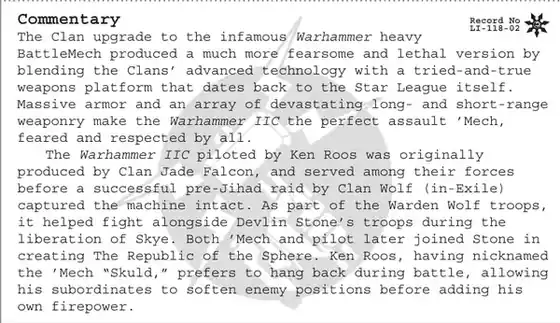 Commentary
Record No
LI-118-02
The Clan upgrade to the infamous Warhammer heavy
BattleMech produced a much more fearsome and lethal version by
blending the Clans’ advanced technology with a tried-and-true
weapons platform that dates back to the Star League itself.
Massive armor and an array of devastating long- and short-range
weaponry make the Warhammer IIC the perfect assault ’Mech,
feared and respected by all.
The Warhammer IIC piloted by Ken Roos was originally
produced by Clan Jade Falcon, and served among their forces
before a successful pre-Jihad raid by Clan Wolf (in-Exile)
captured the machine intact. As part of the Warden Wolf troops,
it helped fight alongside Devlin Stone’s troops during the
liberation of Skye. Both ’Mech and pilot later joined Stone in
creating The Republic of the Sphere. Ken Roos, having nicknamed
the ’Mech “Skuld,” prefers to hang back during battle, allowing
his subordinates to soften enemy positions before adding his
own firepower.